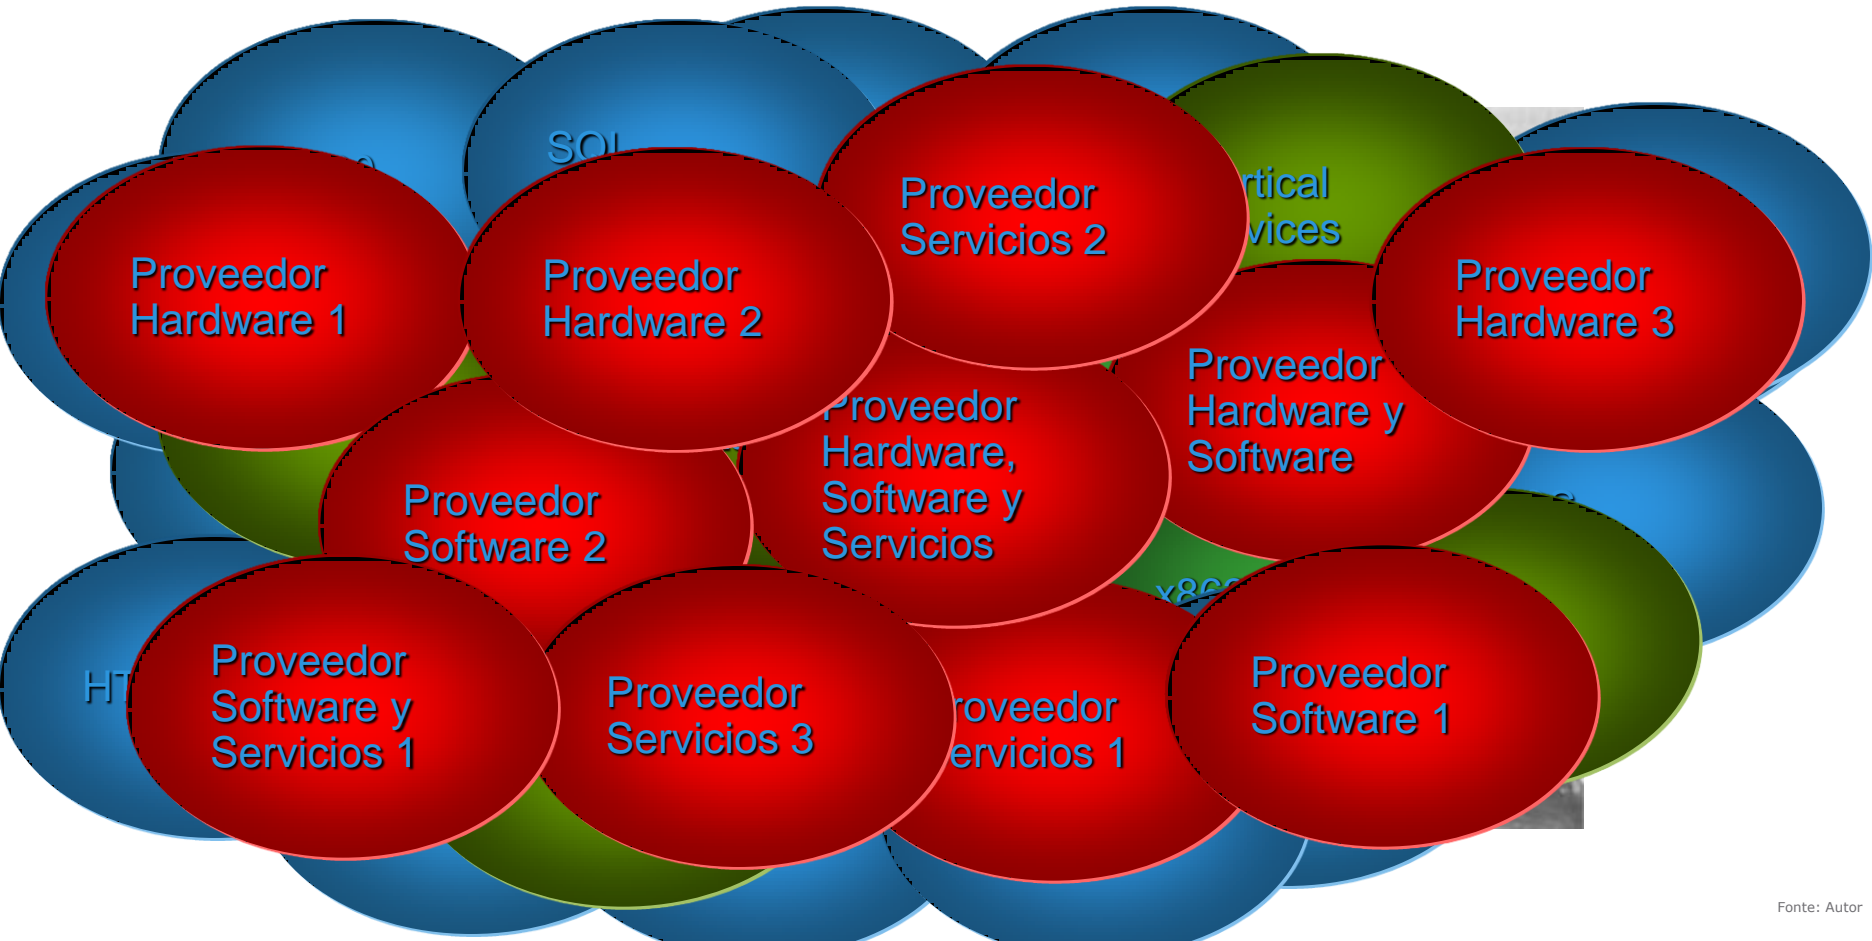 Proveedor
Hardware 1
Proveedor
Hardware 2
Proveedor
Servicios 2
Proveedor
Hardware 3
Proveedor
Hardware y
Software
Proveedor
Hardware,
Software y
Servicios
Proveedor
Software 2
Proveedor
Software y
Servicios 1
Proveedor
Servicios 3
roveedor
ervicios 1
Proveedor
Software 1
SQL
rtical
vices
HT
Fonte: Autor